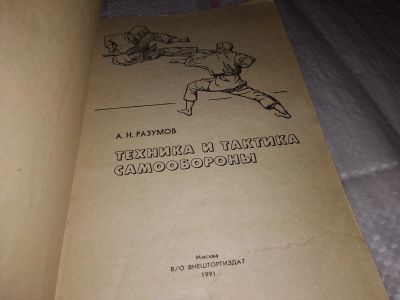 А. Н. РАЗУМОВ
ТЕХНИКА И ТАКТИКА
САМООБОРОНЫ
Москва
В/О ВНЕШТОРГИЗДАТ
1991